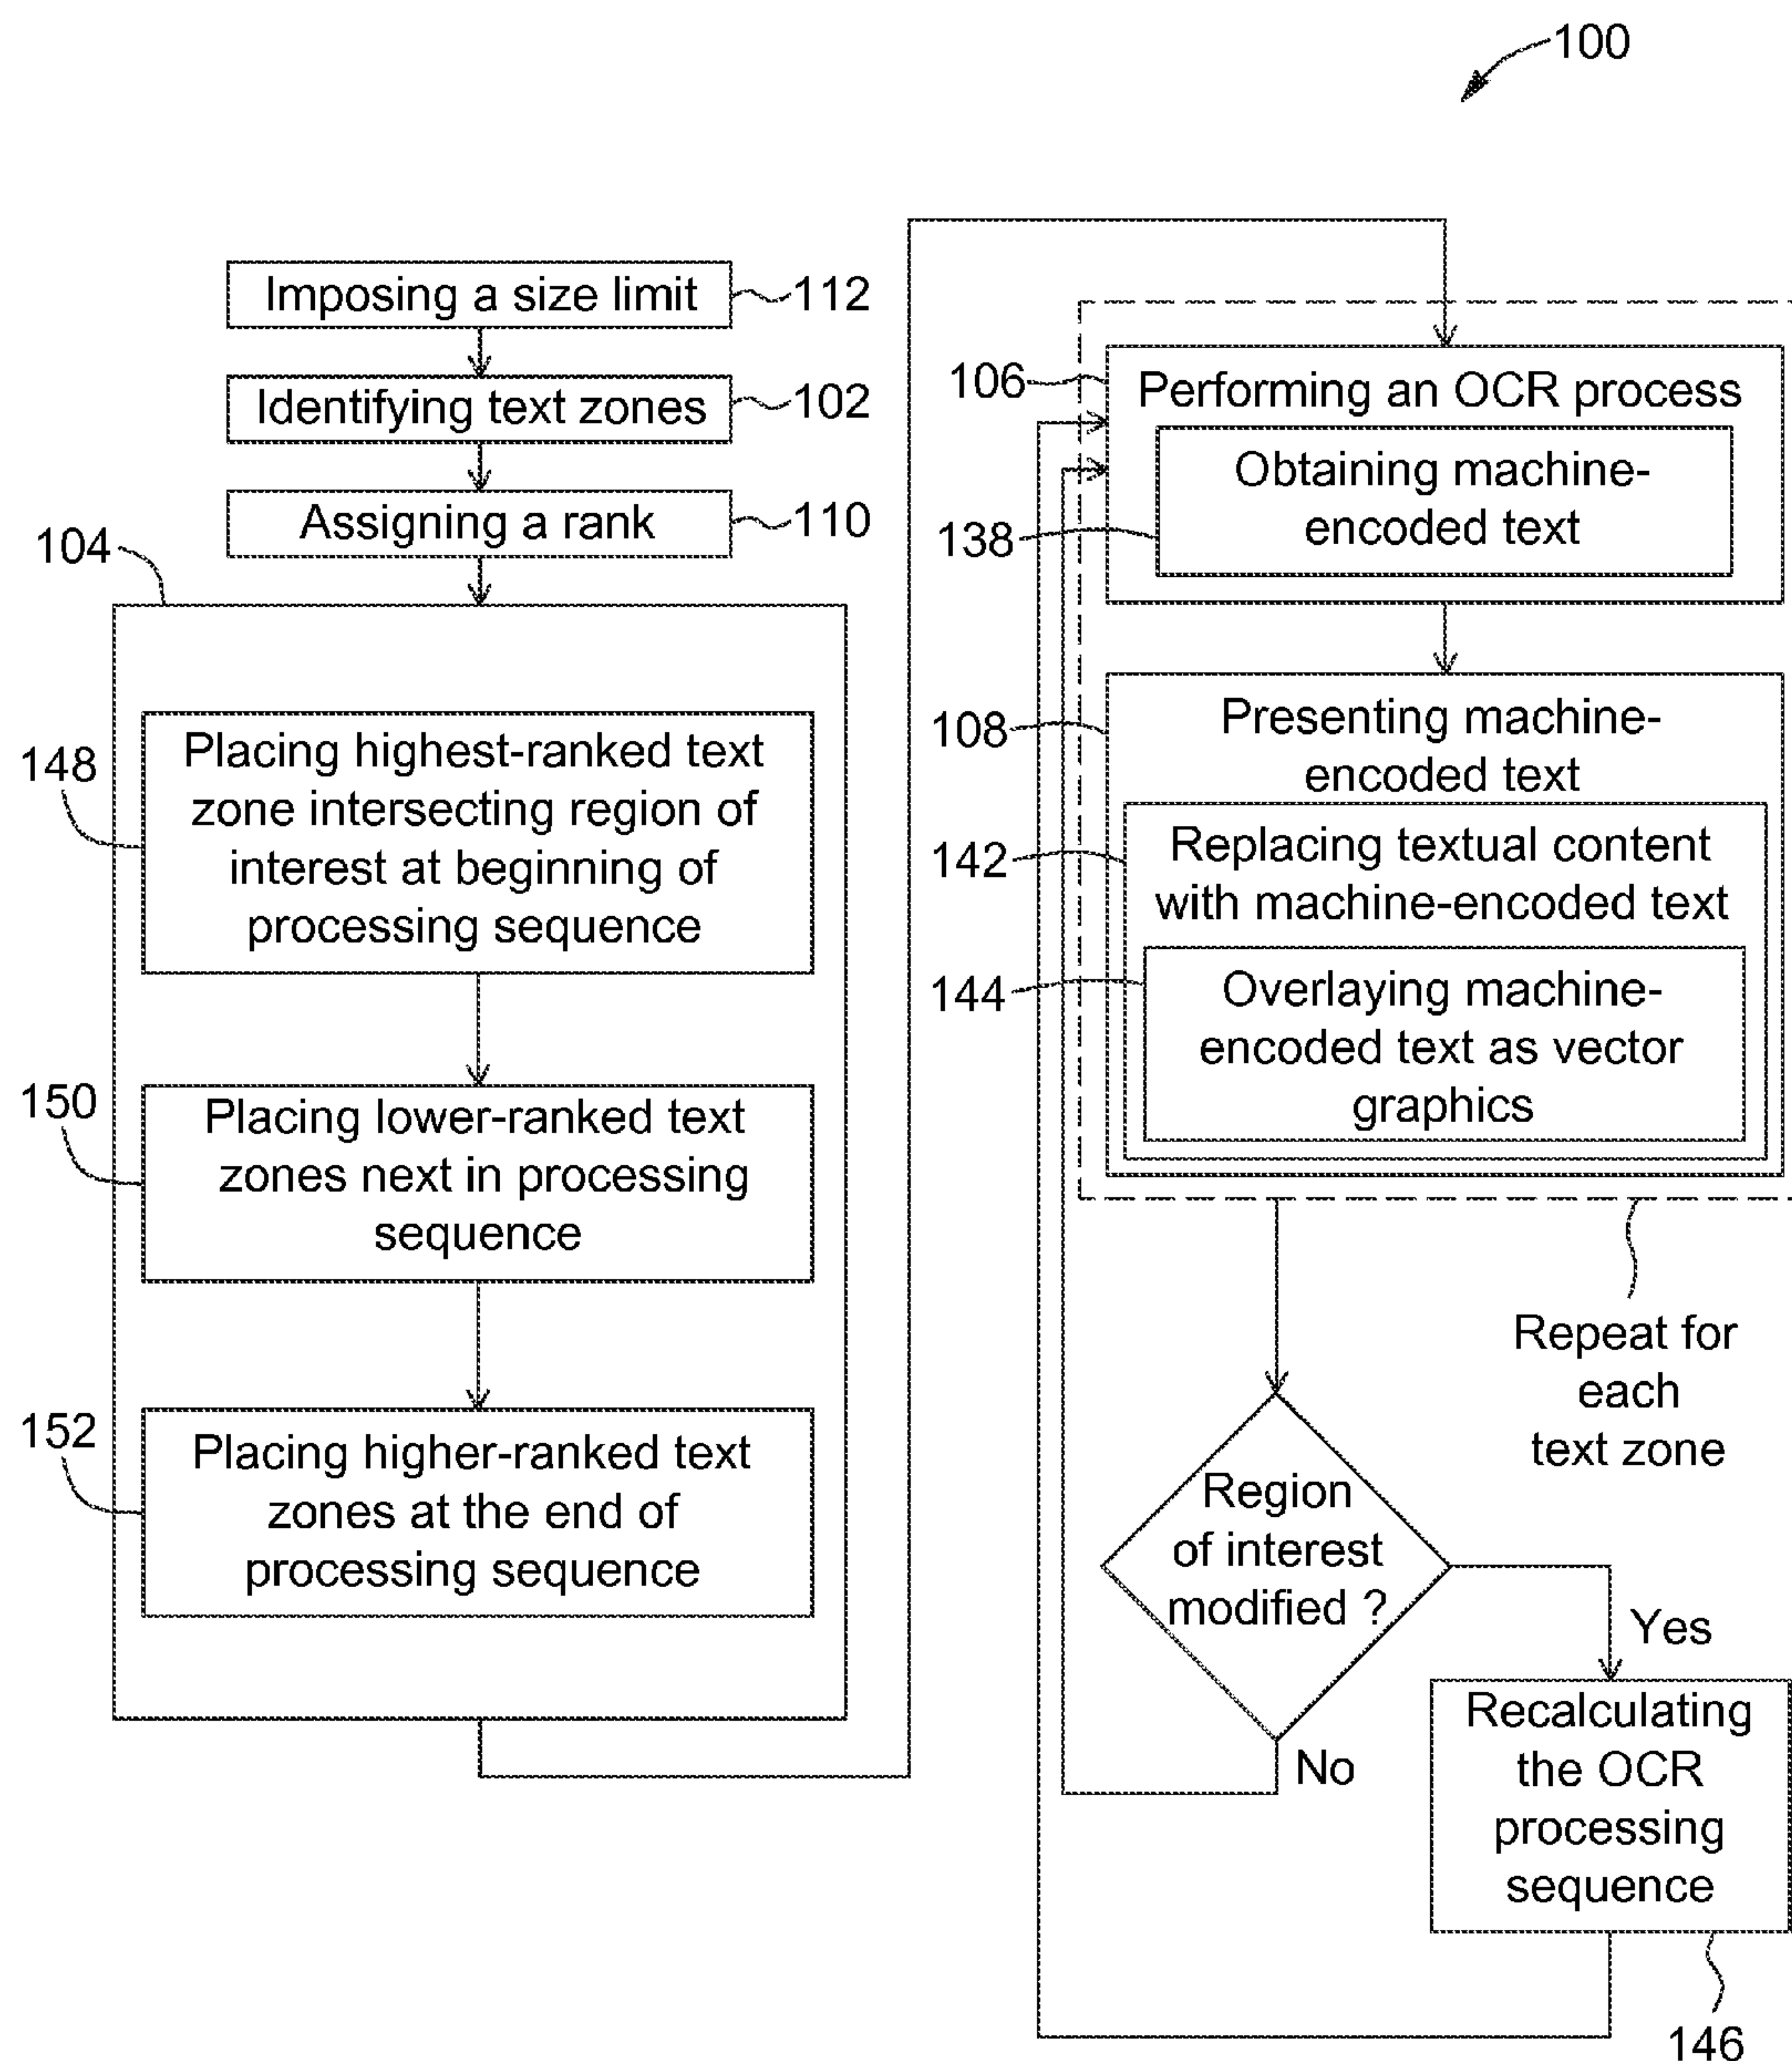 100
Imposing a size limit
112
Identifying text zones
102
Assigning a rank
110
104
Placing highest-ranked text
zone intersecting region of
interest at beginning of
processing sequence
148
Placing lower-ranked text
zones next in processing
sequence
150
Placing higher-ranked text
zones at the end of
processing sequence
152
106
Performing an OCR process
Obtaining machine-
encoded text
138
108
Presenting machine-
encoded text
142
Replacing textual content
with machine-encoded text
144
Overlaying machine-
encoded text as vector
graphics
Repeat for
each
text zone
Region
of interest
modified ?
Yes
No
Recalculating
the OCR
processing
sequence
146